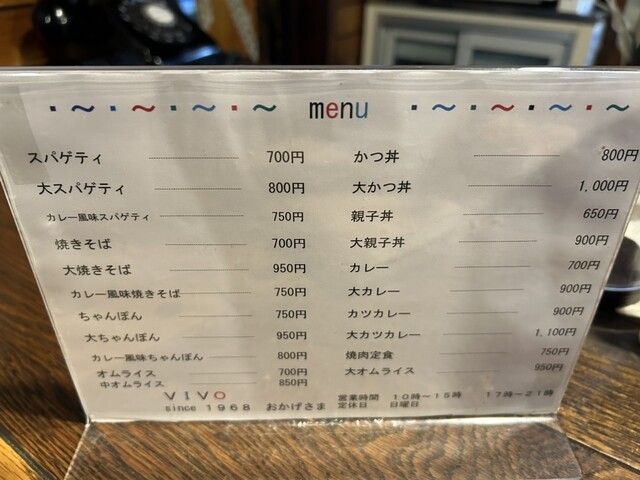 menu
スパゲティ 700円
大スパゲティ 800円
カレー風味スパゲティ 750円
焼きそば 700円
大焼きそば 950円
カレー風味焼きそば 750円
ちゃんぽん 750円
大ちゃんぽん 950円
カレー風味ちゃんぽん 800円
オムライス 700円
中オムライス 850円
かつ丼 800円
大かつ丼 1,000円
親子丼 650円
大親子丼 900円
カレー 700円
大カレー 900円
カツカレー 900円
大カツカレー 1,100円
焼肉定食 750円
大オムライス 950円
VIVO
since 1968 おかげさま
営業時間 10時〜15時 17時〜21時
定休日 日曜日